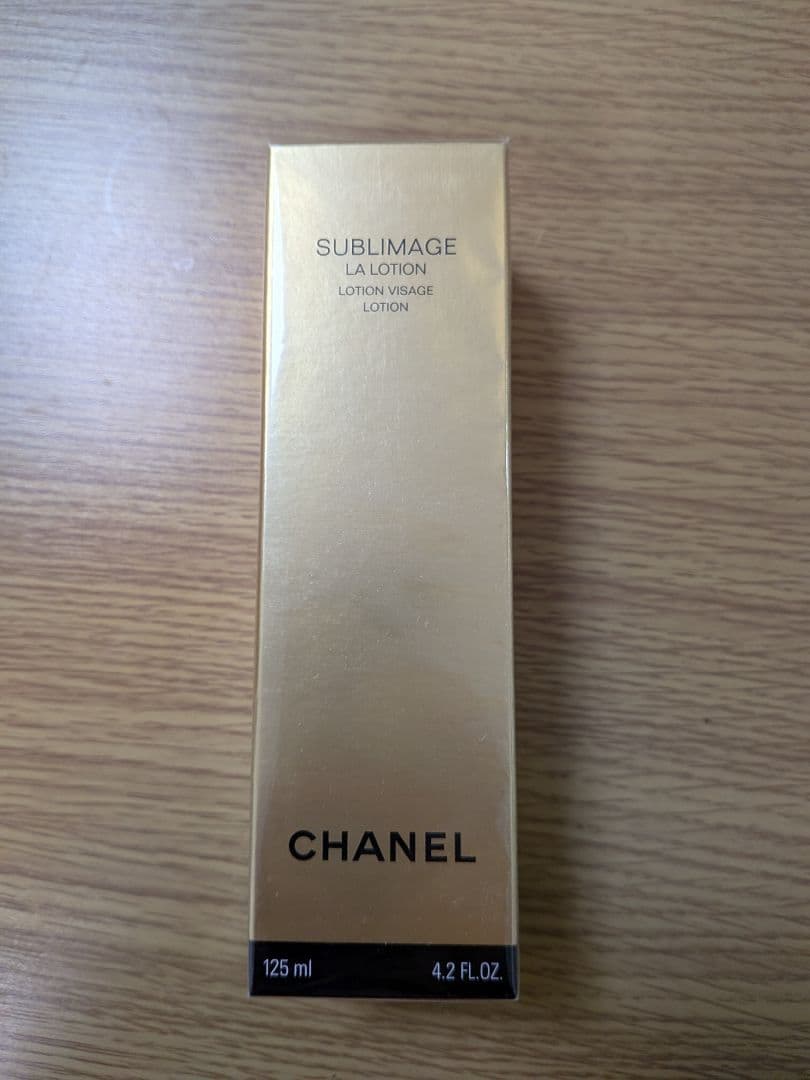 SUBLIMAGE
LA LOTION
LOTION VISAGE
LOTION
CHANEL
125 ml 4.2 FL.OZ.